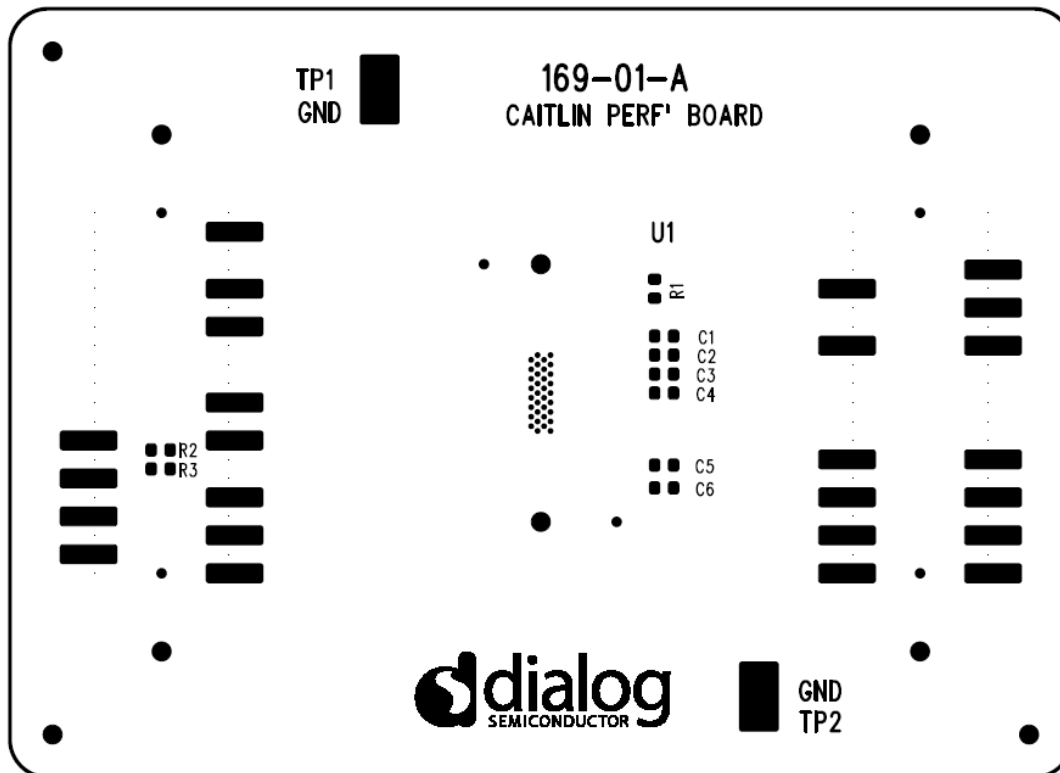 TP1
GND
169-01-A
CAITLIN PERF' BOARD
U1
R1
C1
C2
C3
C4
R2
R3
C5
C6
dialog
SEMICONDUCTOR
GND
TP2